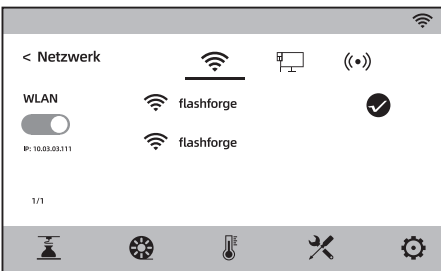 < Netzwerk
WLAN
flashforge
IP: 10.03.03.111
flashforge
1/1